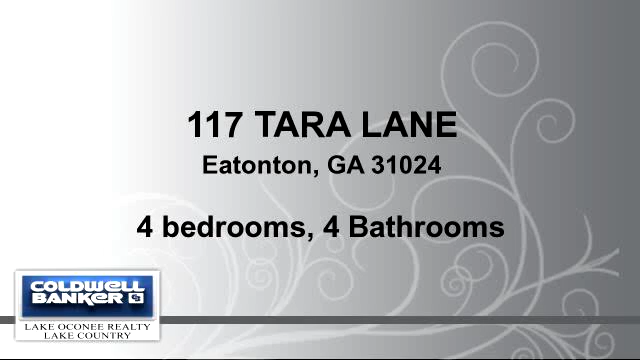 117 TARA LANE
Eatonton, GA 31024
4 bedrooms, 4 Bathrooms
COLDWELL
BANKER
LAKE OCONEE REALTY
LAKE COUNTRY